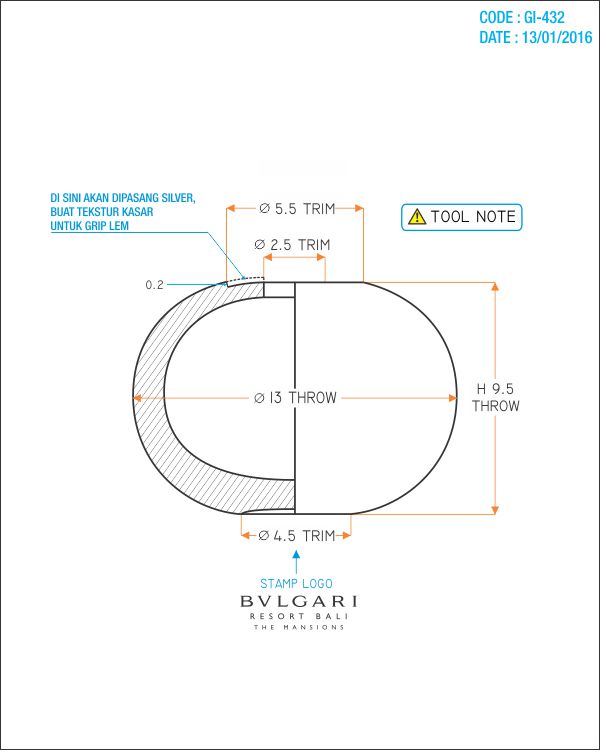 CODE : GI-432
DATE : 13/01/2016
DI SINI AKAN DIPASANG SILVER,
BUAT TEKSTUR KASAR
UNTUK GRIP LEM
Ø 5.5 TRIM
TOOL NOTE
Ø 2.5 TRIM
0.2
Ø 13 THROW
H 9.5
THROW
Ø 4.5 TRIM
STAMP LOGO
BVLGARI
RESORT BALI
THE MANSIONS